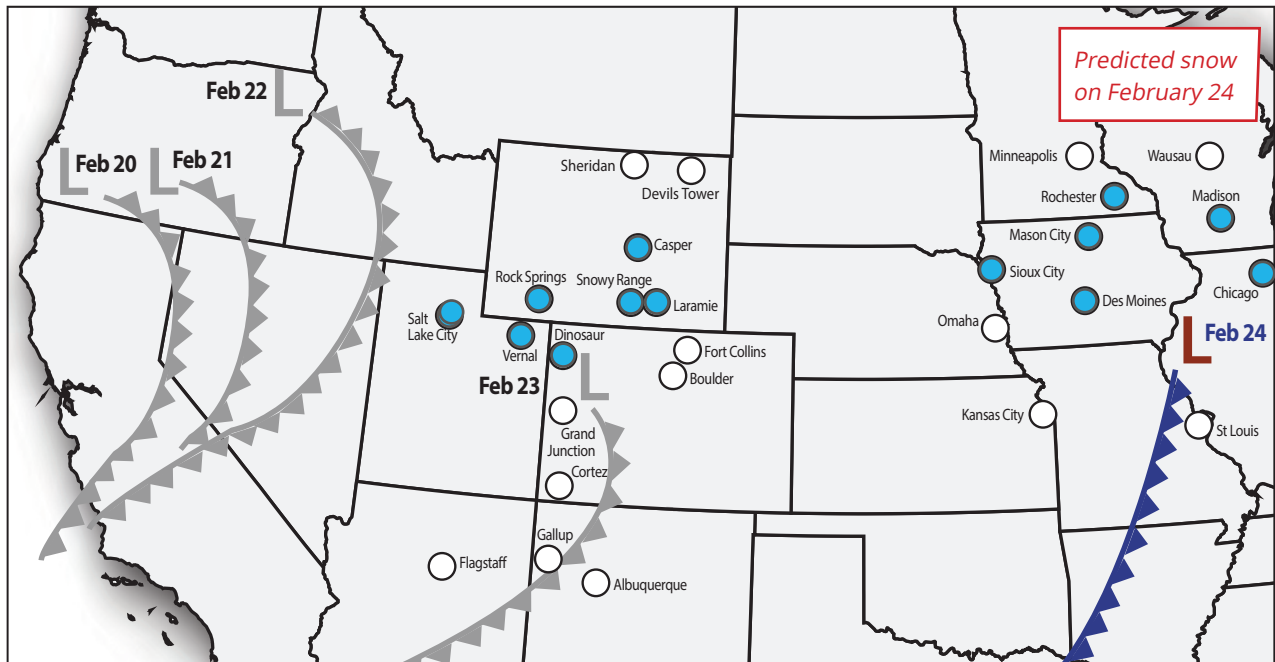 Predicted snow
on February 24
Feb 22
L
L
Feb 20
L
Feb 21
Sheridan
Devils Tower
Minneapolis
Wausau
Rochester
Madison
Casper
Mason City
Rock Springs
Snowy Range
Sioux City
Laramie
Des Moines
Chicago
Salt
Lake City
Vernal
Dinosaur
Omaha
L
Feb 24
Fort Collins
Boulder
Feb 23
L
Grand
Junction
Kansas City
St Louis
Cortez
Gallup
Flagstaff
Albuquerque